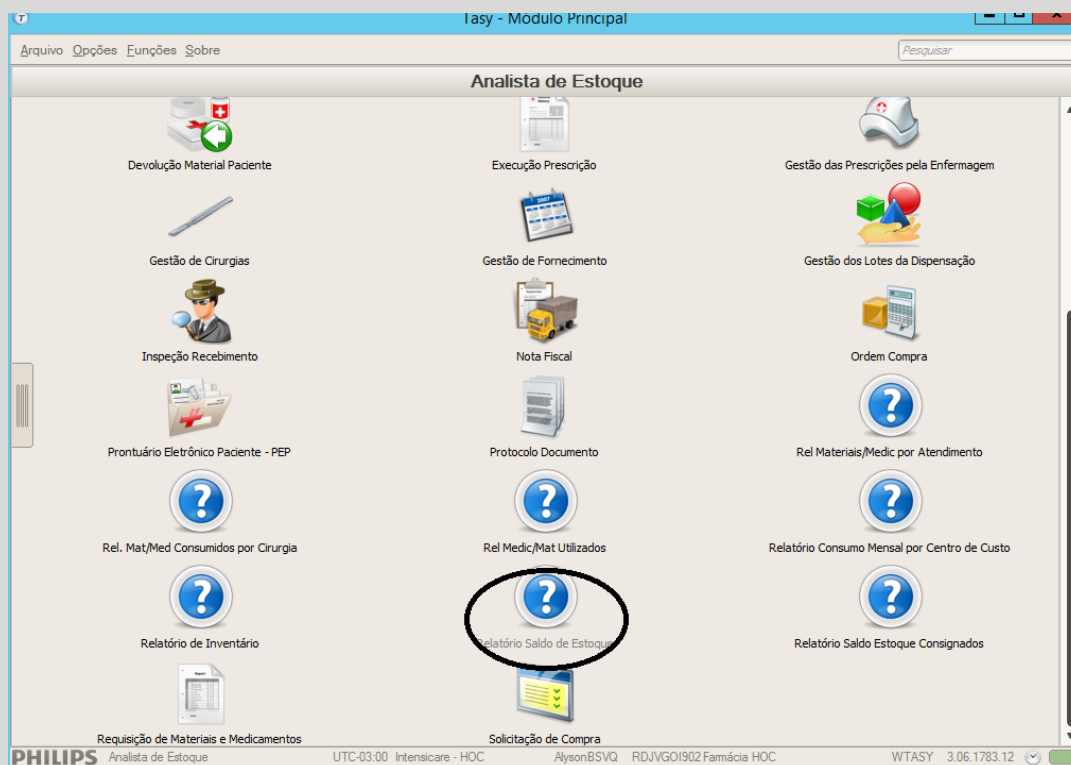 Tasy - Módulo Principal
Arquivo Opções Funções Sobre
Pesquisar
Analista de Estoque
Devolução Material Paciente
Execução Prescrição
Gestão das Prescrições pela Enfermagem
Gestão de Cirurgias
Gestão de Fornecimento
Gestão dos Lotes da Dispensação
Inspeção Recebimento
Nota Fiscal
Ordem Compra
Prontuário Eletrônico Paciente - PEP
Protocolo Documento
Rel Materiais/Medic por Atendimento
Rel. Mat/Med Consumidos por Cirurgia
Rel Medic/Mat Utilizados
Relatório Consumo Mensal por Centro de Custo
Relatório de Inventário
Relatório Saldo de Estoque
Relatório Saldo Estoque Consignados
Requisição de Materiais e Medicamentos
Solicitação de Compra
PHILIPS Analista de Estoque UTC-03:00 Intensicare - HOC AlysonBSVQ RDJVGOI902 Farmácia HOC WTASY 3.06.1783.12